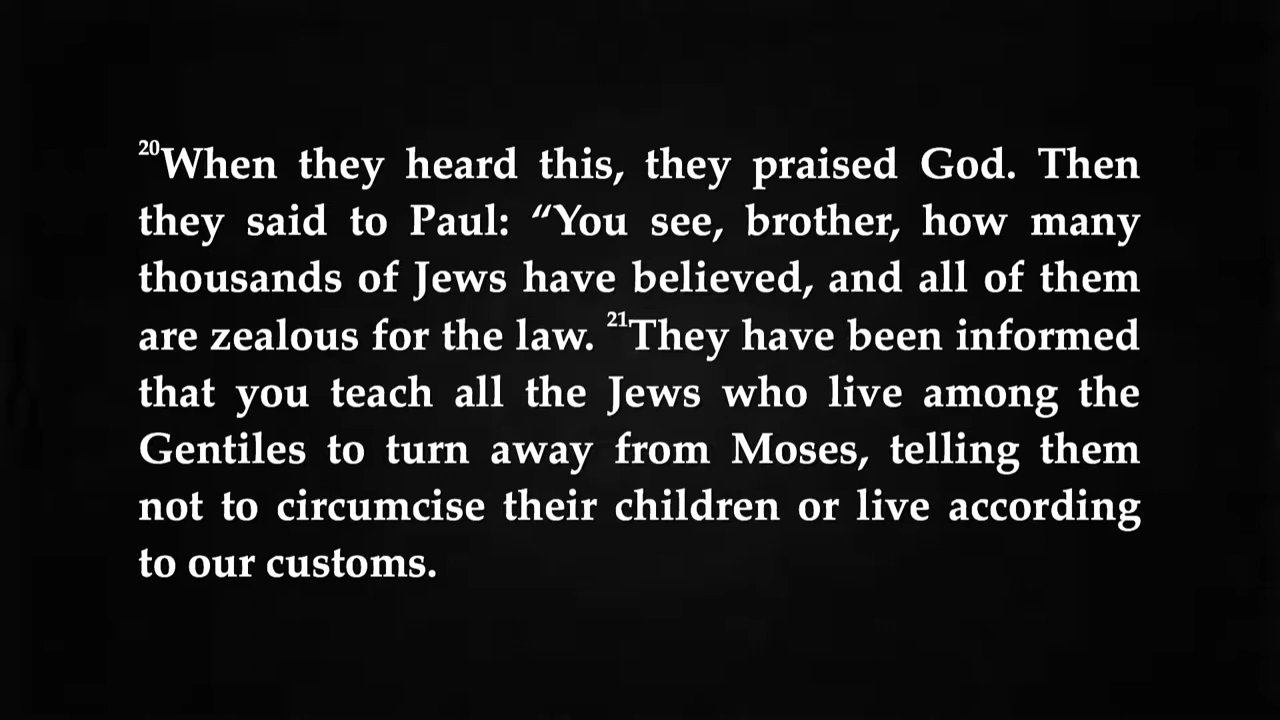 20When they heard this, they praised God. Then
they said to Paul: “You see, brother, how many
thousands of Jews have believed, and all of them
are zealous for the law. 21They have been informed
that you teach all the Jews who live among the
Gentiles to turn away from Moses, telling them
not to circumcise their children or live according
to our customs.